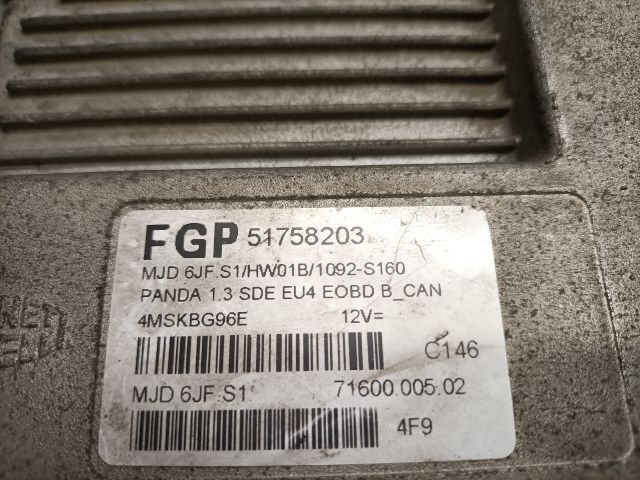 FGP 51758203
MJD 6JF.S1/HW01B/1092-S160
PANDA 1.3 SDE EU4 EOBD B_CAN
4MSKBG96E 12V=
C146
MJD 6JF.S1 71600.005.02
4F9